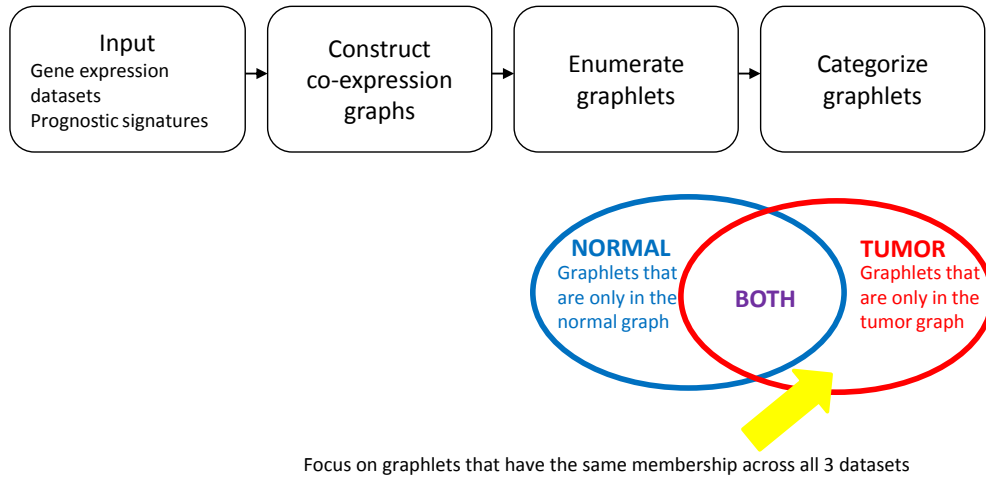 Input
Gene expression
datasets
Prognostic signatures
Construct
co-expression
graphs
Enumerate
graphlets
Categorize
graphlets
NORMAL
Graphlets that
are only in the
normal graph
BOTH
TUMOR
Graphlets that
are only in the
tumor graph
Focus on graphlets that have the same membership across all 3 datasets